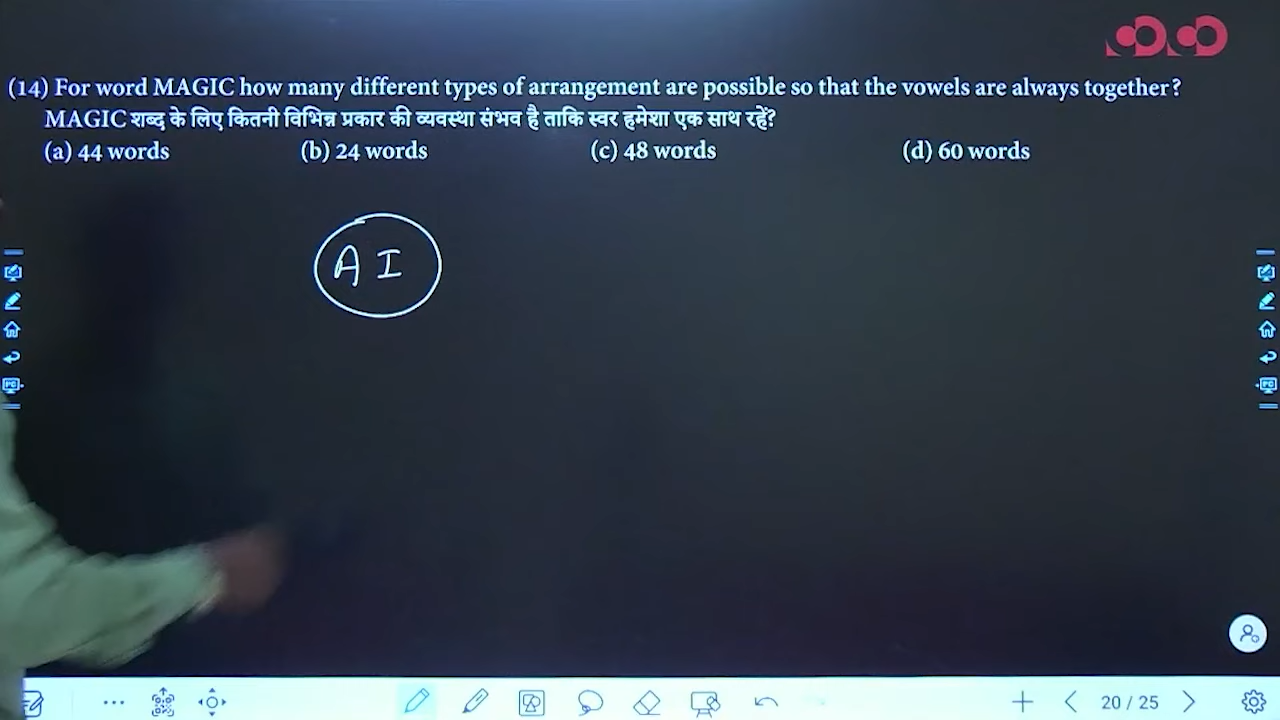 (14) For word MAGIC how many different types of arrangement are possible so that the vowels are always together?
MAGIC शब्द के लिए कितनी विभिन्न प्रकार की व्यवस्था संभव है ताकि स्वर हमेशा एक साथ रहें?
(a) 44 words (b) 24 words (c) 48 words (d) 60 words
A I
20 / 25